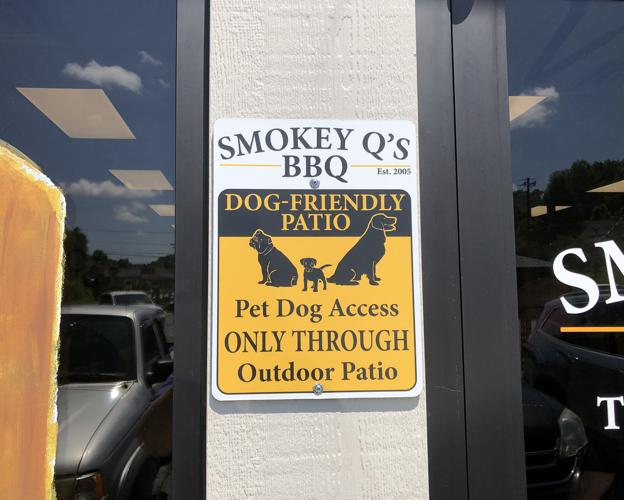 SMOKEY Q'S
BBQ
Est. 2005
DOG-FRIENDLY
PATIO
Pet Dog Access
ONLY THROUGH
Outdoor Patio